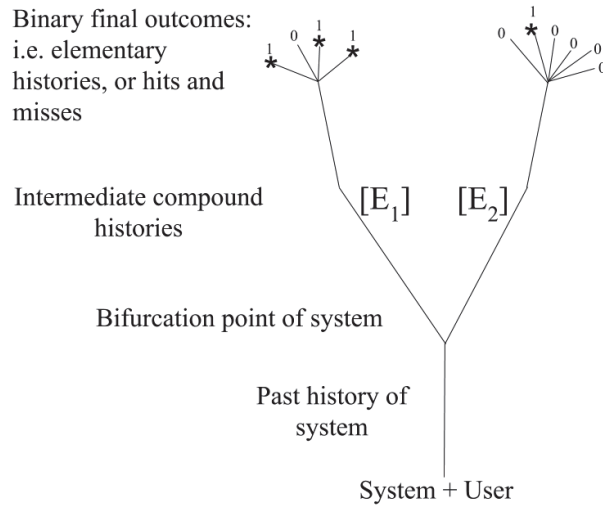 Binary final outcomes:
i.e. elementary
histories, or hits and
misses
1 0 1 1
* * *
0 1 0 0 0 0
*
Intermediate compound
histories
[E₁] [E₂]
Bifurcation point of system
Past history of
system
System + User